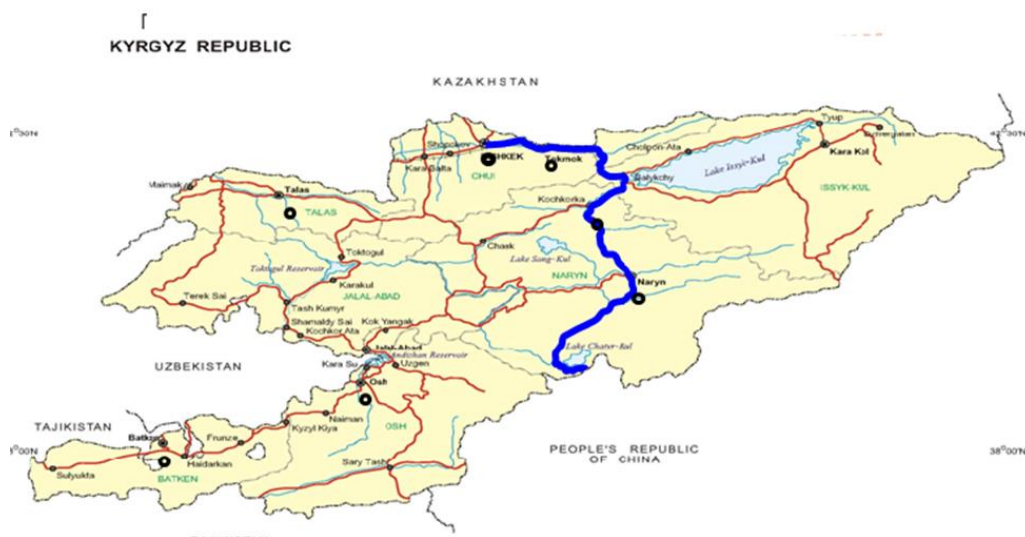 KYRGYZ REPUBLIC
KAZAKHSTAN
Tyup
Shopokov
HKEK
Tokmok
Cholpon-Ata
Kara Kol
Kara Balta
CHUI
Lake Issyk-Kul
Balykchy
Maimak
Talas
ISSYK-KUL
TALAS
Kochkorka
Chaek
Toktogul
Lake Song-Kul
Toktogul Reservoir
NARYN
Naryn
Karakul
JALAL-ABAD
Terek Sai
Tash Kumyr
Shamaldy Sai
Kok Yangak
Kochkor Ata
Lake Chater-Kul
Andizhan Reservoir
UZBEKISTAN
Kara Su
Uzgen
Osh
Naiman
TAJIKISTAN
Kyzyl Kiya
OSH
Batken
Frunze
PEOPLE'S REPUBLIC
OF CHINA
Haidarkan
Sary Tash
Sulyukta
BATKEN